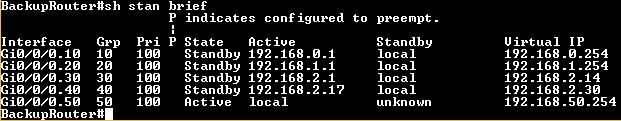 BackupRouter#sh stan brief
P indicates configured to preempt.
|
Interface Grp Pri P State Active Standby Virtual IP
Gi0/0/0.10 10 100 Standby 192.168.0.1 local 192.168.0.254
Gi0/0/0.20 20 100 Standby 192.168.1.1 local 192.168.1.254
Gi0/0/0.30 30 100 Standby 192.168.2.1 local 192.168.2.14
Gi0/0/0.40 40 100 Standby 192.168.2.17 local 192.168.2.30
Gi0/0/0.50 50 100 Active local unknown 192.168.50.254
BackupRouter#